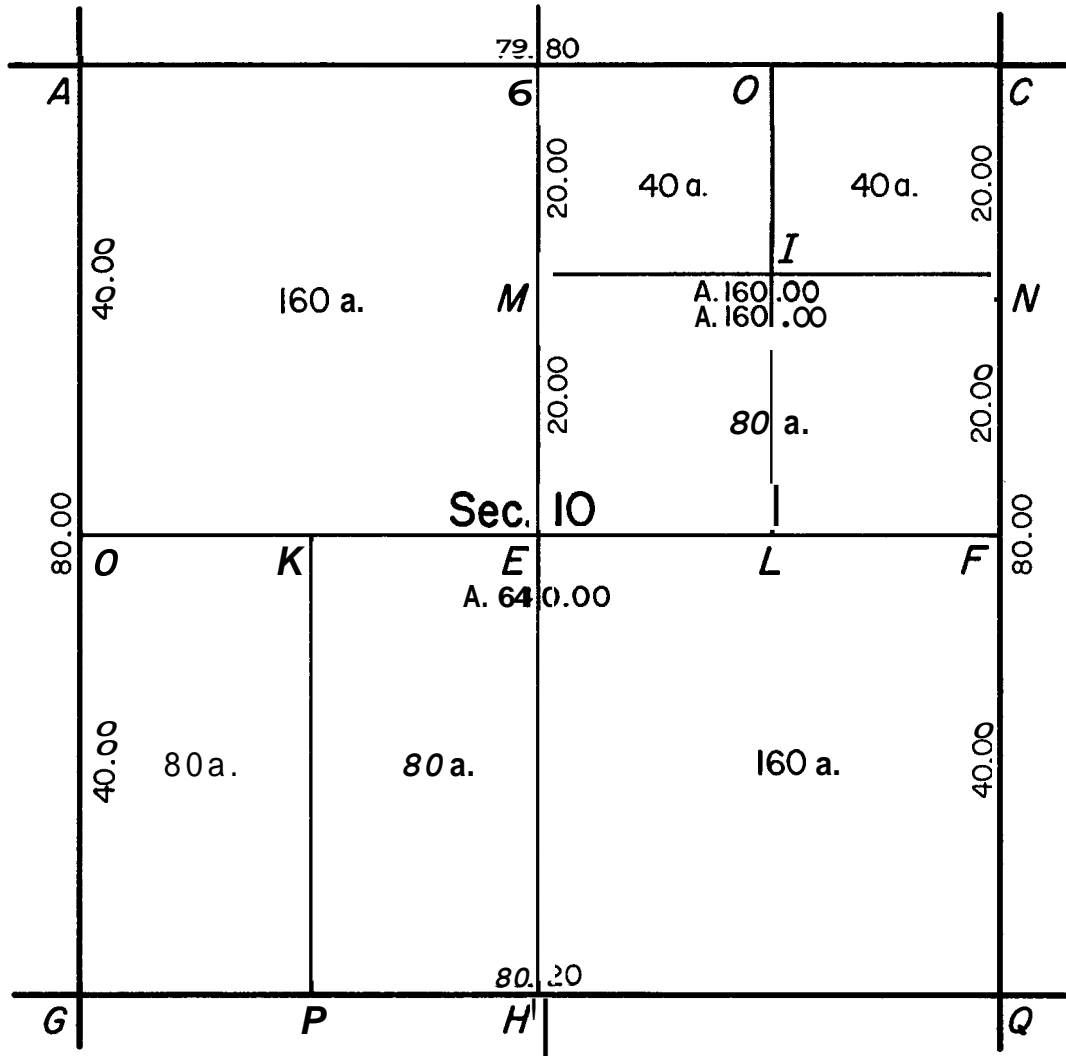 79.80
A 6 O C
20.00 20.00
40 a. 40 a.
40.00 I
160 a. M A. 160.00 N
A. 160.00
20.00 20.00
80 a.
80.00 Sec. 10 80.00
O K E L F
A. 640.00
40.00 80a. 80 a. 160 a. 40.00
80.20
G P H Q